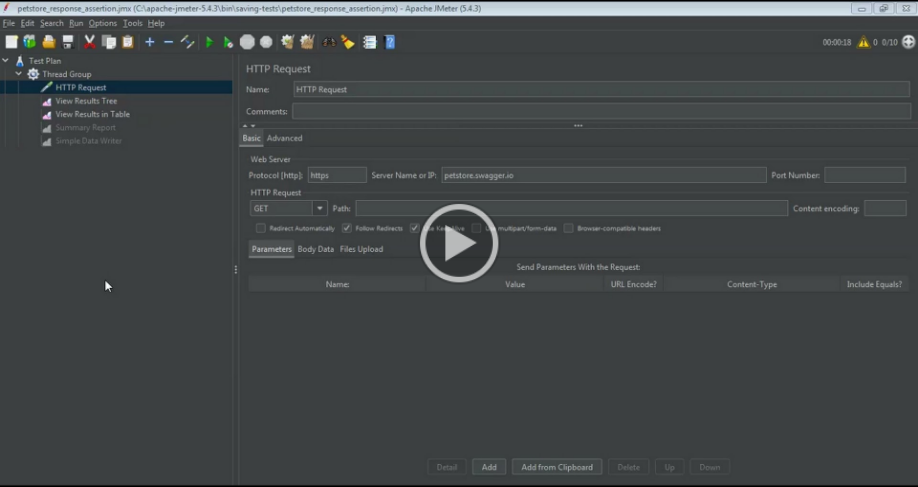 petstore_response_assertion.jmx (C:\apache-jmeter-5.4.3\bin\saving-tests\petstore_response_assertion.jmx) - Apache JMeter (5.4.3)
File Edit Search Run Options Tools Help
00:00:18 0 0/10
Test Plan
Thread Group
HTTP Request
View Results Tree
View Results in Table
Summary Report
Simple Data Writer
HTTP Request
Name: HTTP Request
Comments:
Basic Advanced
Web Server
Protocol [http]: https Server Name or IP: petstore.swagger.io Port Number:
HTTP Request
GET Path: Content encoding:
Redirect Automatically Follow Redirects Use KeepAlive Use multipart/form-data Browser-compatible headers
Parameters Body Data Files Upload
Send Parameters With the Request:
Name: Value URL Encode? Content-Type Include Equals?
Detail Add Add from Clipboard Delete Up Down